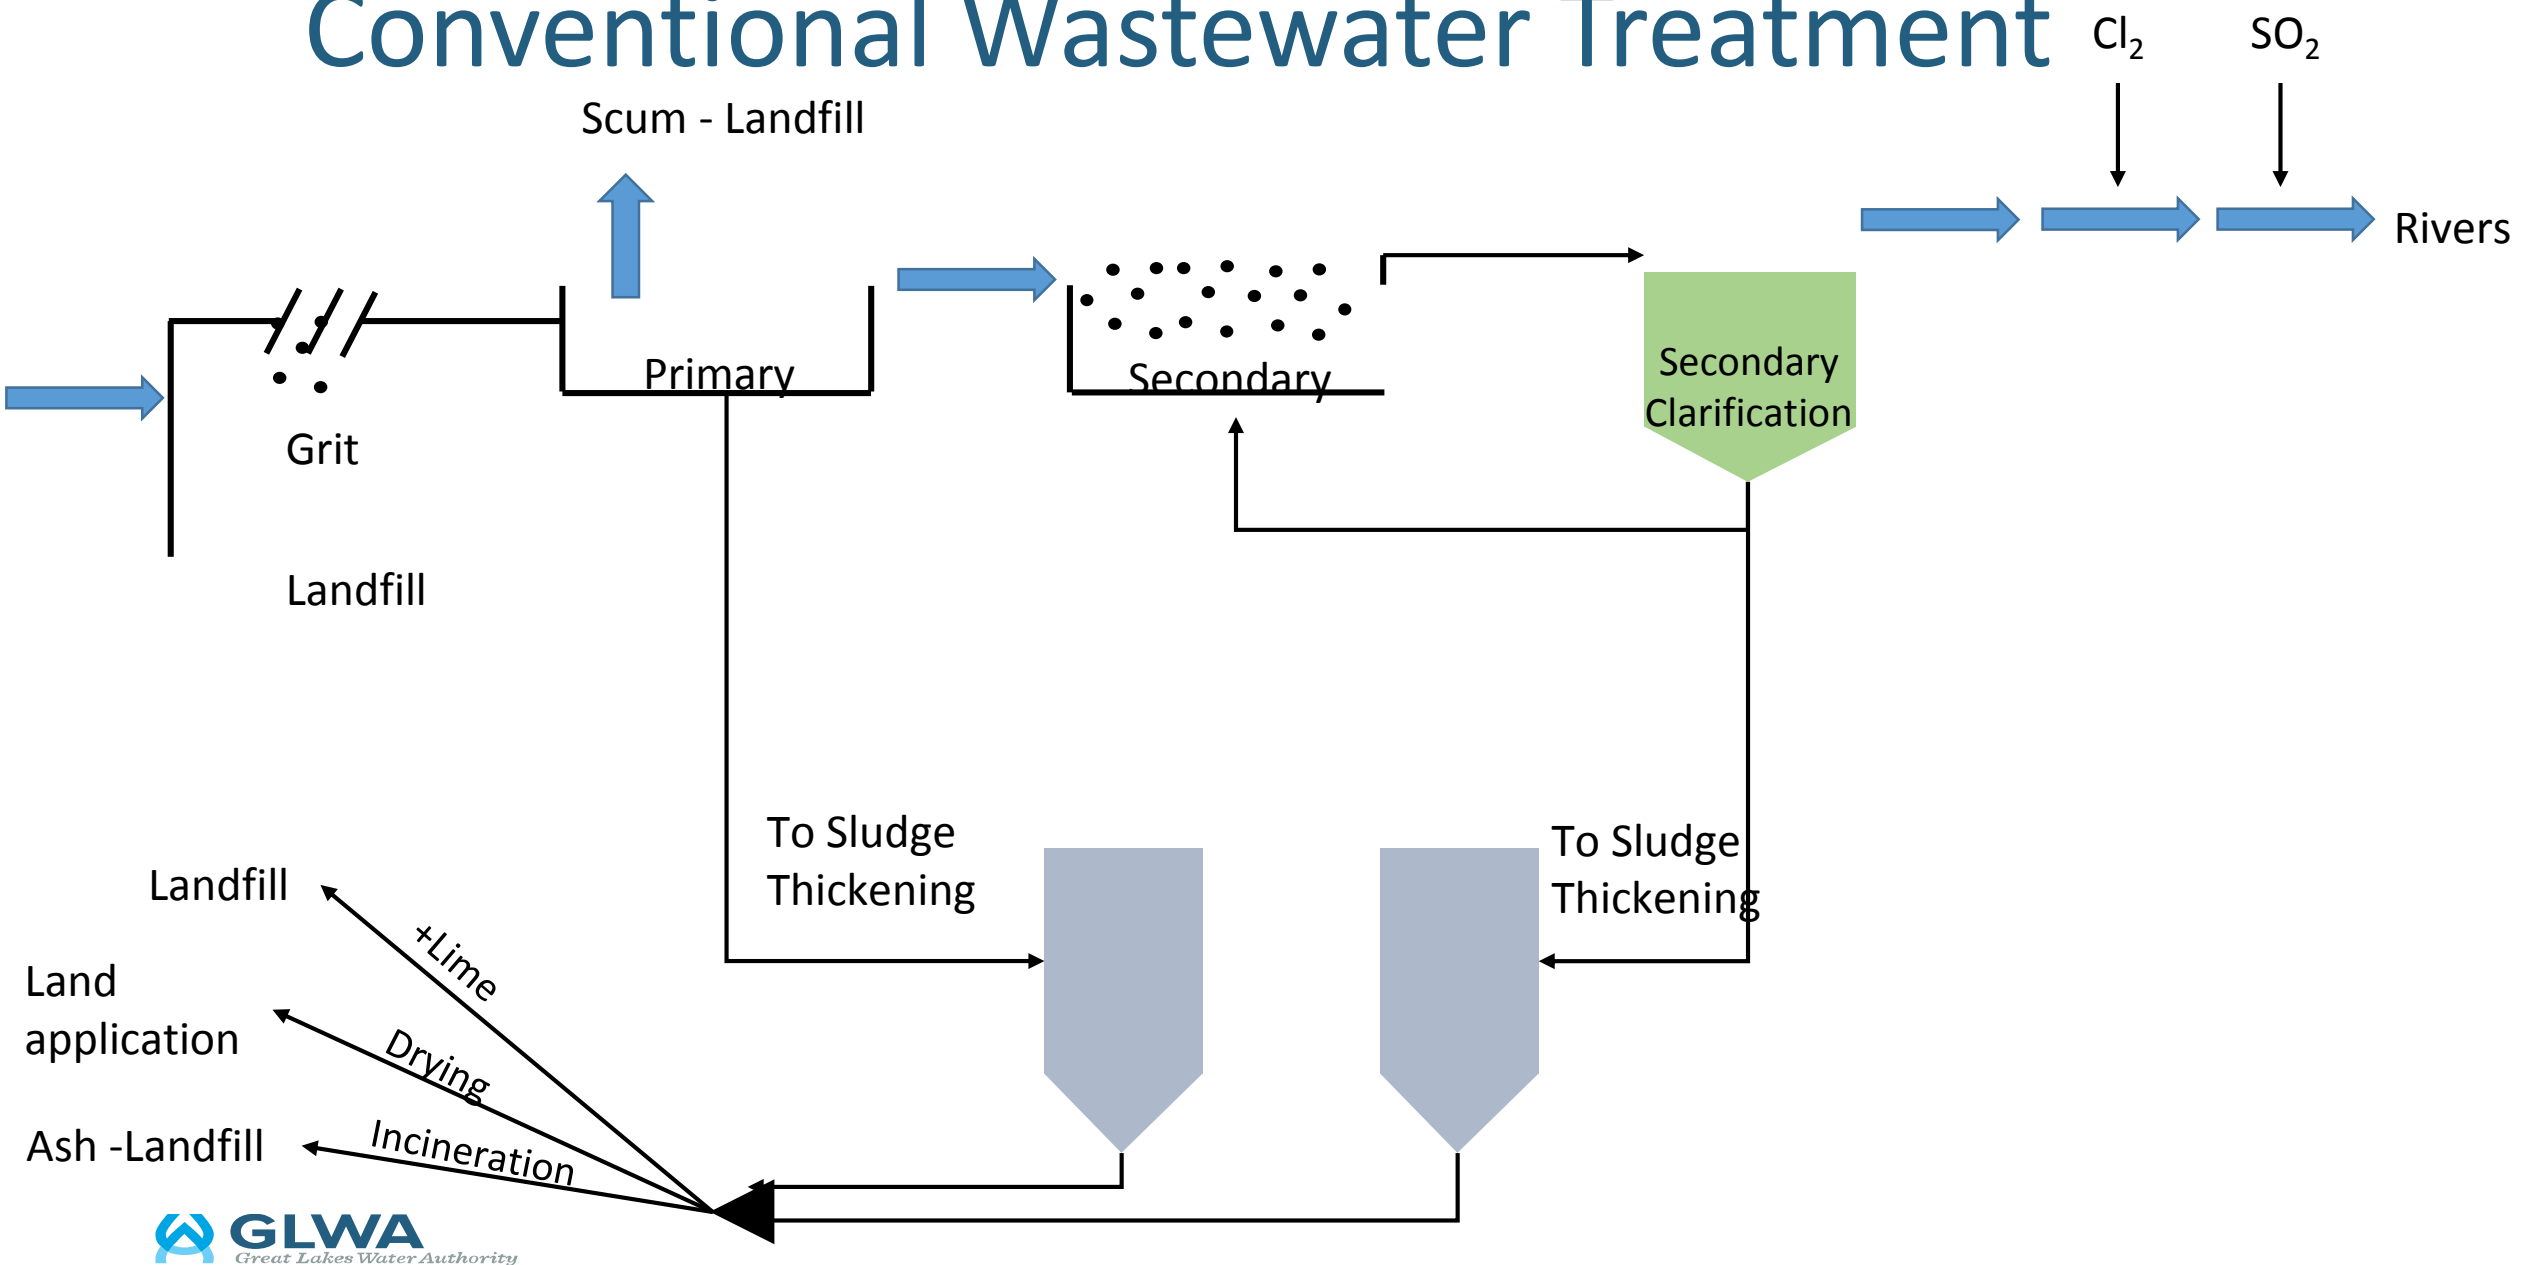 Conventional Wastewater Treatment
Cl₂
SO₂
Scum - Landfill
Rivers
Primary
Secondary
Secondary
Clarification
Grit
Landfill
To Sludge
Thickening
To Sludge
Thickening
Landfill
+Lime
Land
application
Drying
Ash -Landfill
Incineration
GLWA
Great Lakes Water Authority